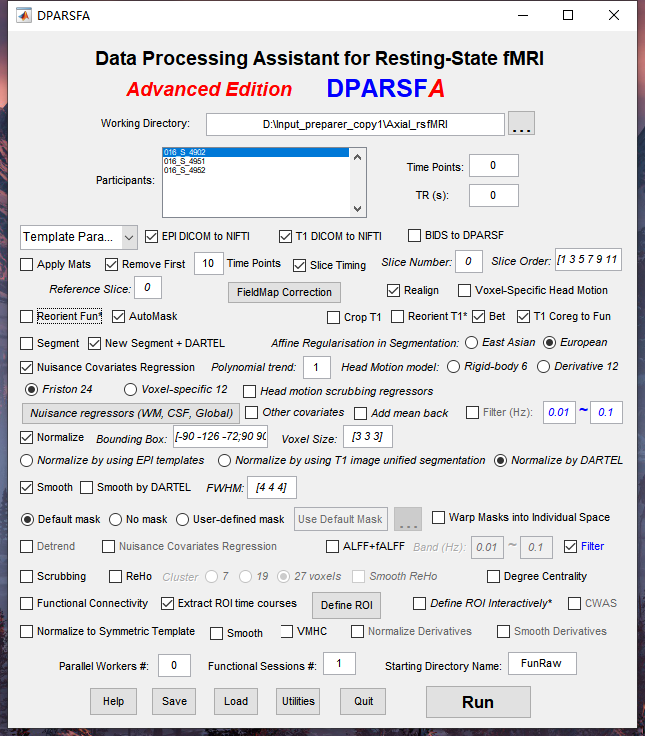 DPARSFA
Data Processing Assistant for Resting-State fMRI
Advanced Edition DPARSFA
Working Directory: D:\Input_preparer_copy1\Axial_rsfMRI ...
Participants: 016_S_4902
016_S_4951
016_S_4952
Time Points: 0
TR (s): 0
Template Para... EPI DICOM to NIFTI T1 DICOM to NIFTI BIDS to DPARSF
Apply Mats Remove First 10 Time Points Slice Timing Slice Number: 0 Slice Order: [1 3 5 7 9 11
Reference Slice: 0 FieldMap Correction Realign Voxel-Specific Head Motion
Reorient Fun* AutoMask Crop T1 Reorient T1* Bet T1 Coreg to Fun
Segment New Segment + DARTEL Affine Regularisation in Segmentation: East Asian European
Nuisance Covariates Regression Polynomial trend: 1 Head Motion model: Rigid-body 6 Derivative 12
Friston 24 Voxel-specific 12 Head motion scrubbing regressors
Nuisance regressors (WM, CSF, Global) Other covariates Add mean back Filter (Hz): 0.01 ~ 0.1
Normalize Bounding Box: [-90 -126 -72;90 90 Voxel Size: [3 3 3]
Normalize by using EPI templates Normalize by using T1 image unified segmentation Normalize by DARTEL
Smooth Smooth by DARTEL FWHM: [4 4 4]
Default mask No mask User-defined mask Use Default Mask ... Warp Masks into Individual Space
Detrend Nuisance Covariates Regression ALFF+fALFF Band (Hz): 0.01 ~ 0.1 Filter
Scrubbing ReHo Cluster 7 19 27 voxels Smooth ReHo Degree Centrality
Functional Connectivity Extract ROI time courses Define ROI Define ROI Interactively* CWAS
Normalize to Symmetric Template Smooth VMHC Normalize Derivatives Smooth Derivatives
Parallel Workers #: 0 Functional Sessions #: 1 Starting Directory Name: FunRaw
Help Save Load Utilities Quit Run